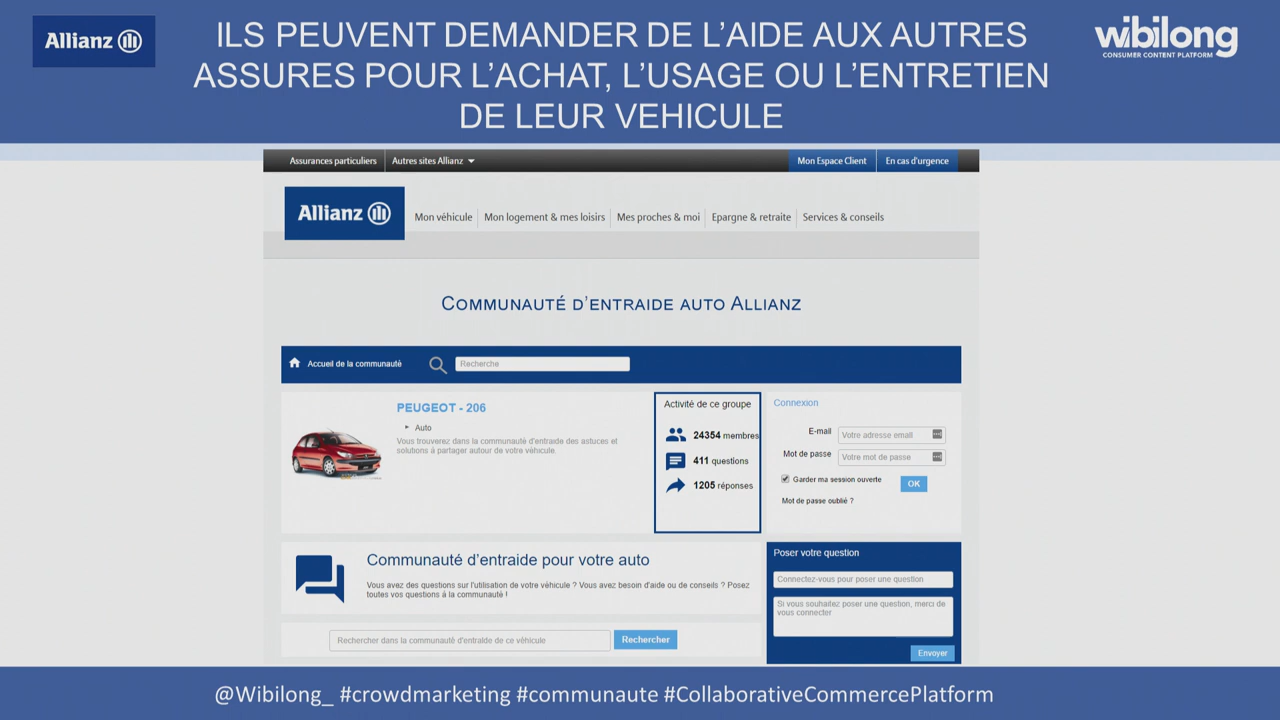 Allianz
ILS PEUVENT DEMANDER DE L'AIDE AUX AUTRES
ASSURES POUR L'ACHAT, L'USAGE OU L'ENTRETIEN
DE LEUR VEHICULE
wibilong
CONSUMER CONTENT PLATFORM
Assurances particuliers
Autres sites Allianz
Mon Espace Client
En cas d'urgence
Allianz
Mon véhicule
Mon logement & mes loisirs
Mes proches & moi
Epargne & retraite
Services & conseils
COMMUNAUTÉ D'ENTRAIDE AUTO ALLIANZ
Accueil de la communauté
Recherche
PEUGEOT - 206
Auto
Vous trouverez dans la communauté d'entraide des astuces et
solutions à partager autour de votre véhicule.
Activité de ce groupe
24354 membres
411 questions
1205 réponses
Connexion
E-mail
Votre adresse email
Mot de passe
Votre mot de passe
Garder ma session ouverte
OK
Mot de passe oublié ?
Communauté d'entraide pour votre auto
Vous avez des questions sur l'utilisation de votre véhicule ? Vous avez besoin d'aide ou de conseils ? Posez
toutes vos questions à la communauté !
Rechercher dans la communauté d'entraide de ce véhicule
Rechercher
Poser votre question
Connectez-vous pour poser une question
Si vous souhaitez poser une question, merci de
vous connecter
Envoyer
@Wibilong_ #crowdmarketing #communaute #CollaborativeCommercePlatform